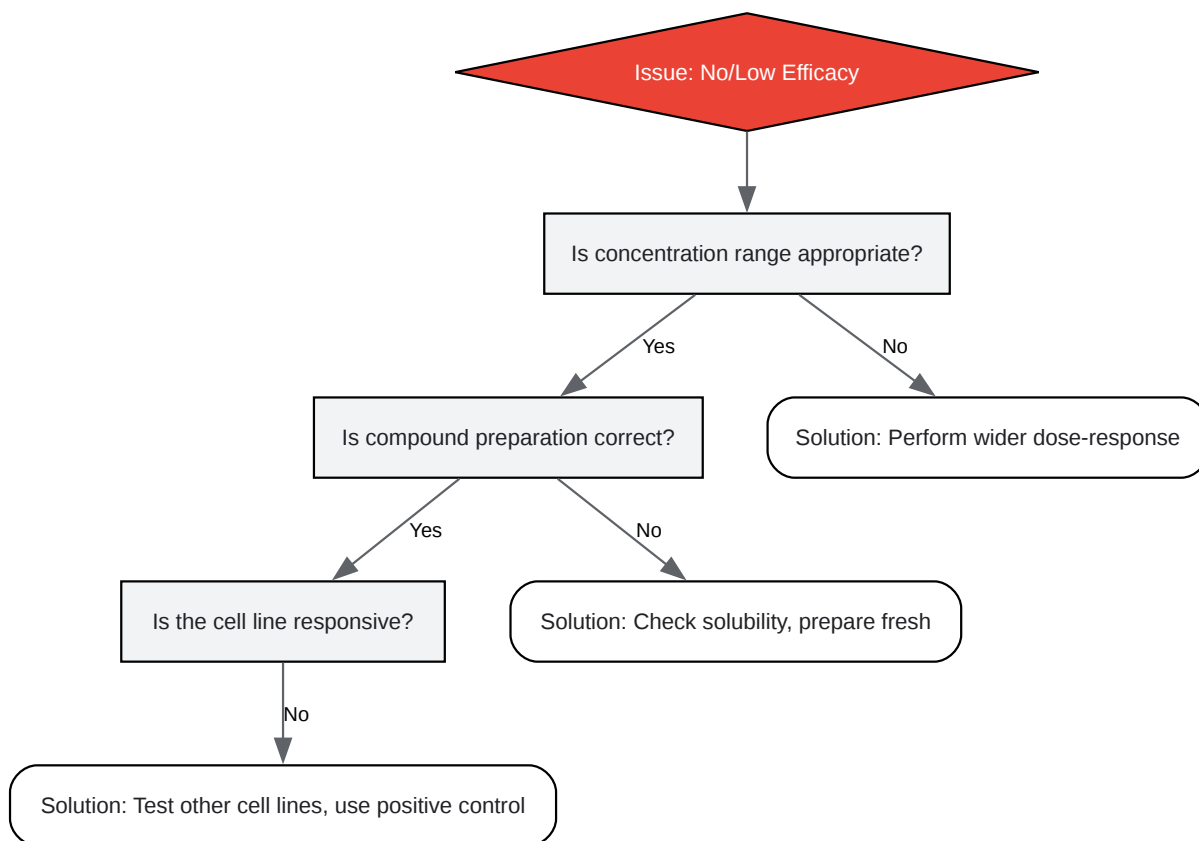 Issue: No/Low Efficacy
Is concentration range appropriate?
Yes
No
Is compound preparation correct?
Solution: Perform wider dose-response
Yes
No
Is the cell line responsive?
Solution: Check solubility, prepare fresh
No
Solution: Test other cell lines, use positive control